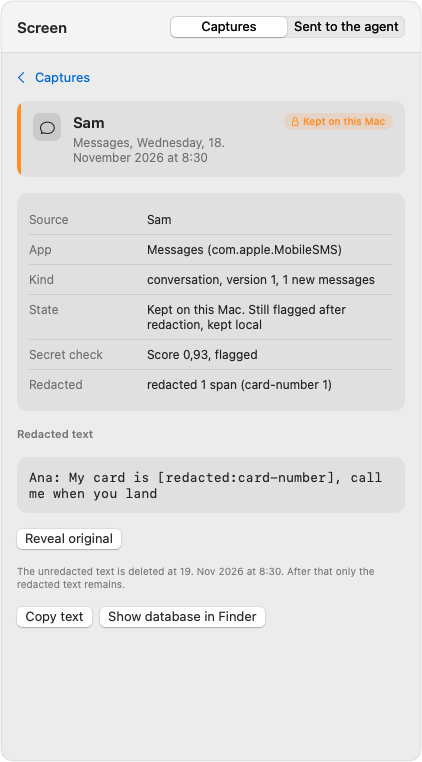 Screen
Captures
Sent to the agent
Captures
Sam
Kept on this Mac
Messages, Wednesday, 18.
November 2026 at 8:30
Source Sam
App Messages (com.apple.MobileSMS)
Kind conversation, version 1, 1 new messages
State Kept on this Mac. Still flagged after
redaction, kept local
Secret check Score 0,93, flagged
Redacted redacted 1 span (card-number 1)
Redacted text
Ana: My card is [redacted:card-number], call
me when you land
Reveal original
The unredacted text is deleted at 19. Nov 2026 at 8:30. After that only the
redacted text remains.
Copy text
Show database in Finder